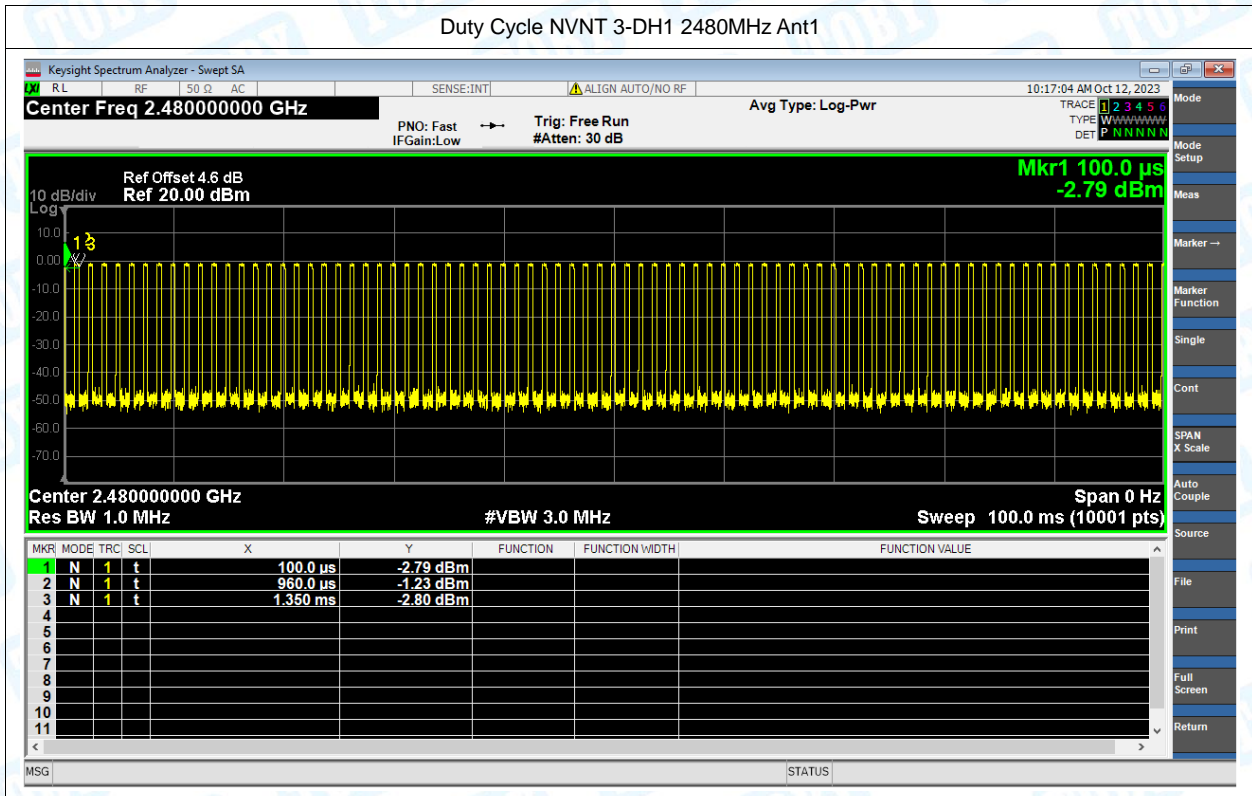 Duty Cycle NVNT 3-DH1 2480MHz Ant1
Keysight Spectrum Analyzer - Swept SA
LXI RL RF 50 Ω AC SENSE:INT ALIGN AUTO/NO RF 10:17:04 AM Oct 12, 2023
Center Freq 2.480000000 GHz
PNO: Fast
IFGain:Low
Trig: Free Run
#Atten: 30 dB
Avg Type: Log-Pwr
TRACE 1 2 3 4 5 6
TYPE WWWWWW
DET P N N N N N
Ref Offset 4.6 dB
10 dB/div Ref 20.00 dBm
Log
Mkr1 100.0 µs
-2.79 dBm
10.0
0.00
-10.0
-20.0
-30.0
-40.0
-50.0
-60.0
-70.0
1
3
Center 2.480000000 GHz Span 0 Hz
Res BW 1.0 MHz #VBW 3.0 MHz Sweep 100.0 ms (10001 pts)
MKR MODE TRC SCL X Y FUNCTION FUNCTION WIDTH FUNCTION VALUE
1 N 1 t 100.0 µs -2.79 dBm
2 N 1 t 960.0 µs -1.23 dBm
3 N 1 t 1.350 ms -2.80 dBm
4
5
6
7
8
9
10
11
MSG STATUS
Mode
Mode
Setup
Meas
Marker →
Marker
Function
Single
Cont
SPAN
X Scale
Auto
Couple
Source
File
Print
Full
Screen
Return
TOBY